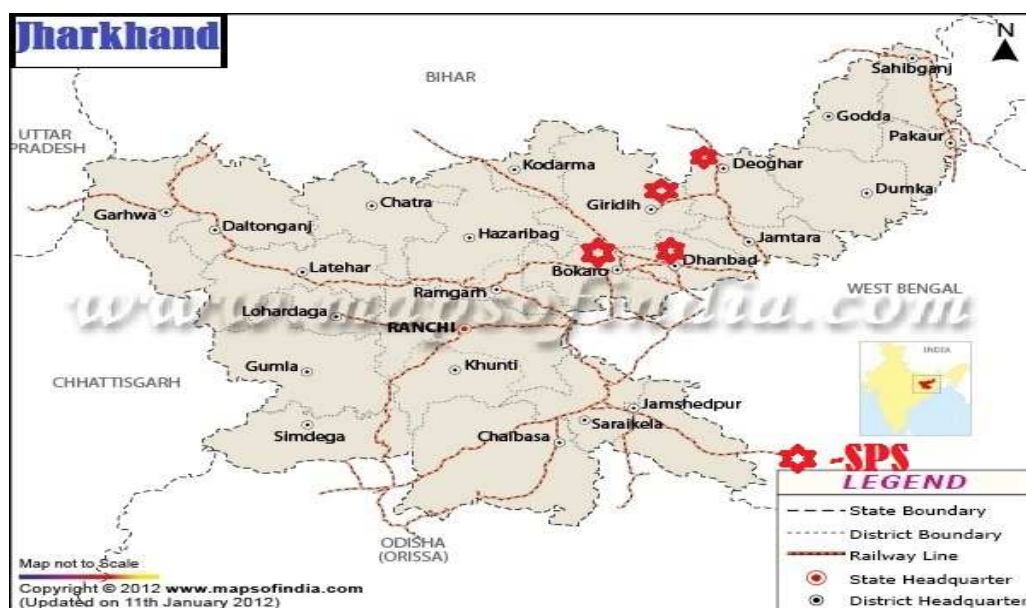 Jharkhand
N
BIHAR
Sahibganj
Godda
UTTAR
PRADESH
Pakaur
Kodarma
Deoghar
Dumka
Chatra
Giridih
Garhwa
Daltonganj
Hazaribag
Jamtara
Dhanbad
Latehar
Bokaro
Ramgarh
WEST BENGAL
www.mapsofindia.com
Lohardaga
RANCHI
INDIA
Gumla
Khunti
CHHATTISGARH
Jamshedpur
Saraikela
Simdega
Chaibasa
-SPS
LEGEND
State Boundary
District Boundary
Railway Line
State Headquarter
District Headquarter
ODISHA
(ORISSA)
Map not to Scale
Copyright © 2012 www.mapsofindia.com
(Updated on 11th January 2012)